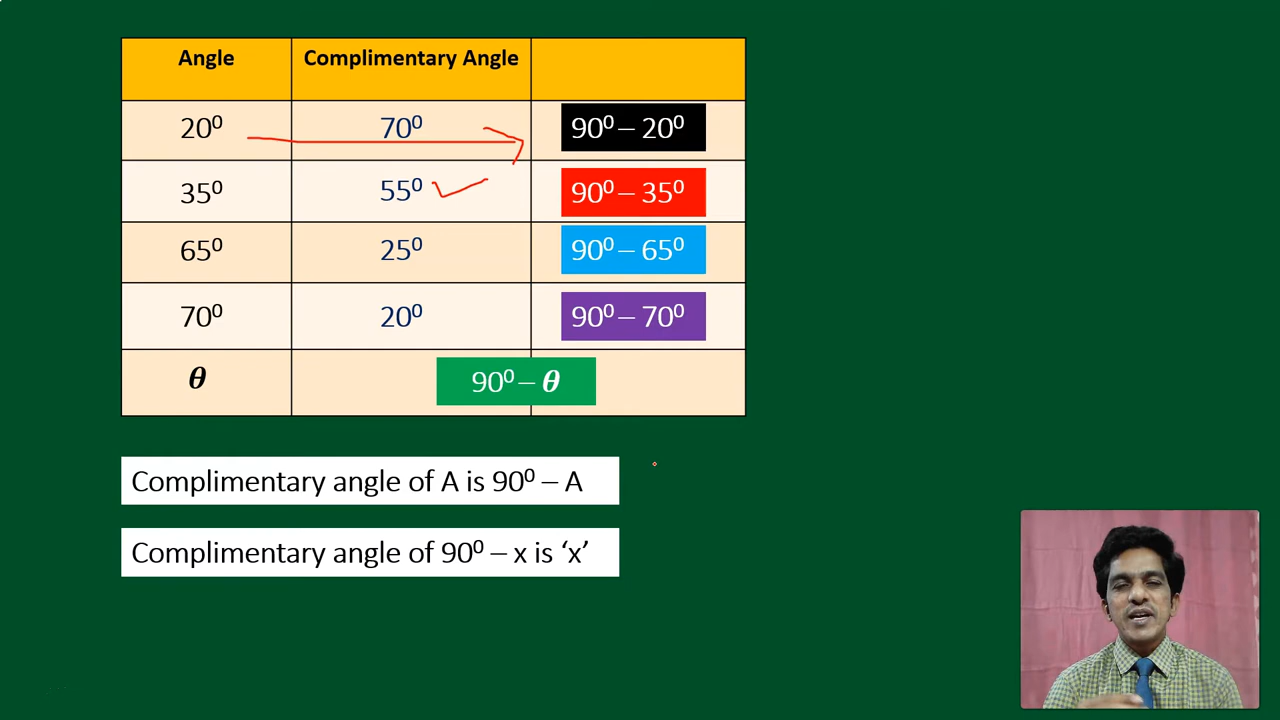 Angle Complimentary Angle
20⁰ 70⁰ 90⁰ – 20⁰
35⁰ 55⁰ 90⁰ – 35⁰
65⁰ 25⁰ 90⁰ – 65⁰
70⁰ 20⁰ 90⁰ – 70⁰
θ 90⁰ – θ
Complimentary angle of A is 90⁰ – A
Complimentary angle of 90⁰ – x is ‘x’